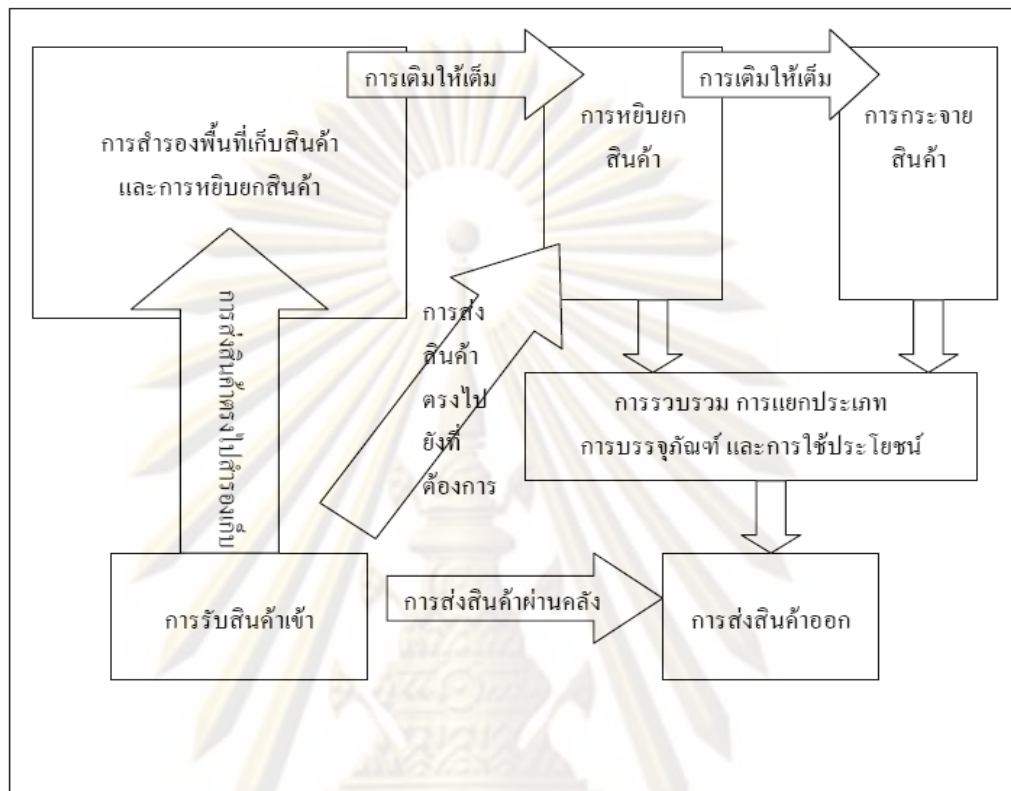 การเติมให้เต็ม
การเติมให้เต็ม
การสำรองพื้นที่เก็บสินค้า
และการหยิบยกสินค้า
การหยิบยก
สินค้า
การกระจาย
สินค้า
การส่งสินค้าตรงไปสำรองเก็บ
การส่ง
สินค้า
ตรงไป
ยังที่
ต้องการ
การรวบรวม การแยกประเภท
การบรรจุภัณฑ์ และการใช้ประโยชน์
การรับสินค้าเข้า
การส่งสินค้าผ่านคลัง
การส่งสินค้าออก